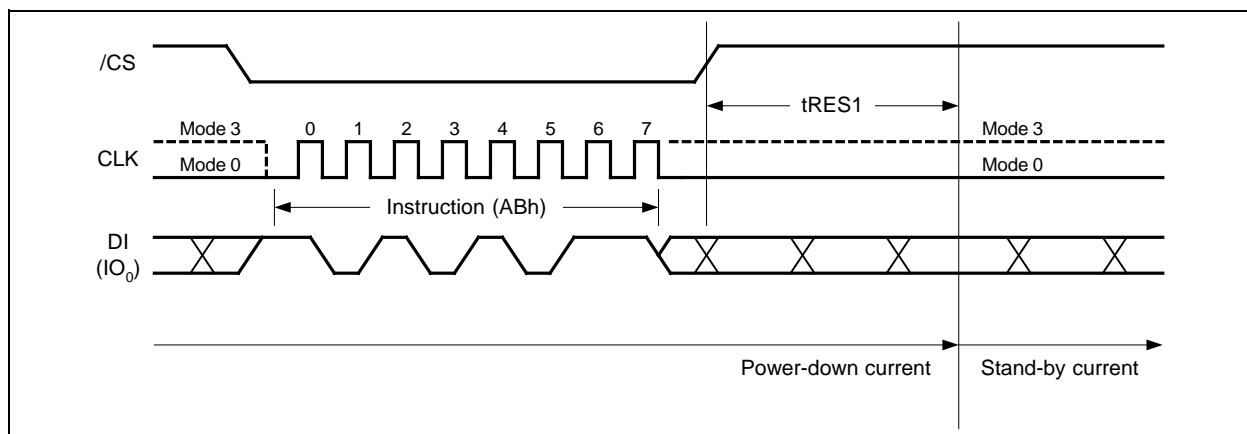 /CS
tRES1
Mode 3
0 1 2 3 4 5 6 7
Mode 3
CLK
Mode 0
Mode 0
Instruction (ABh)
DI
(IO₀)
Power-down current
Stand-by current